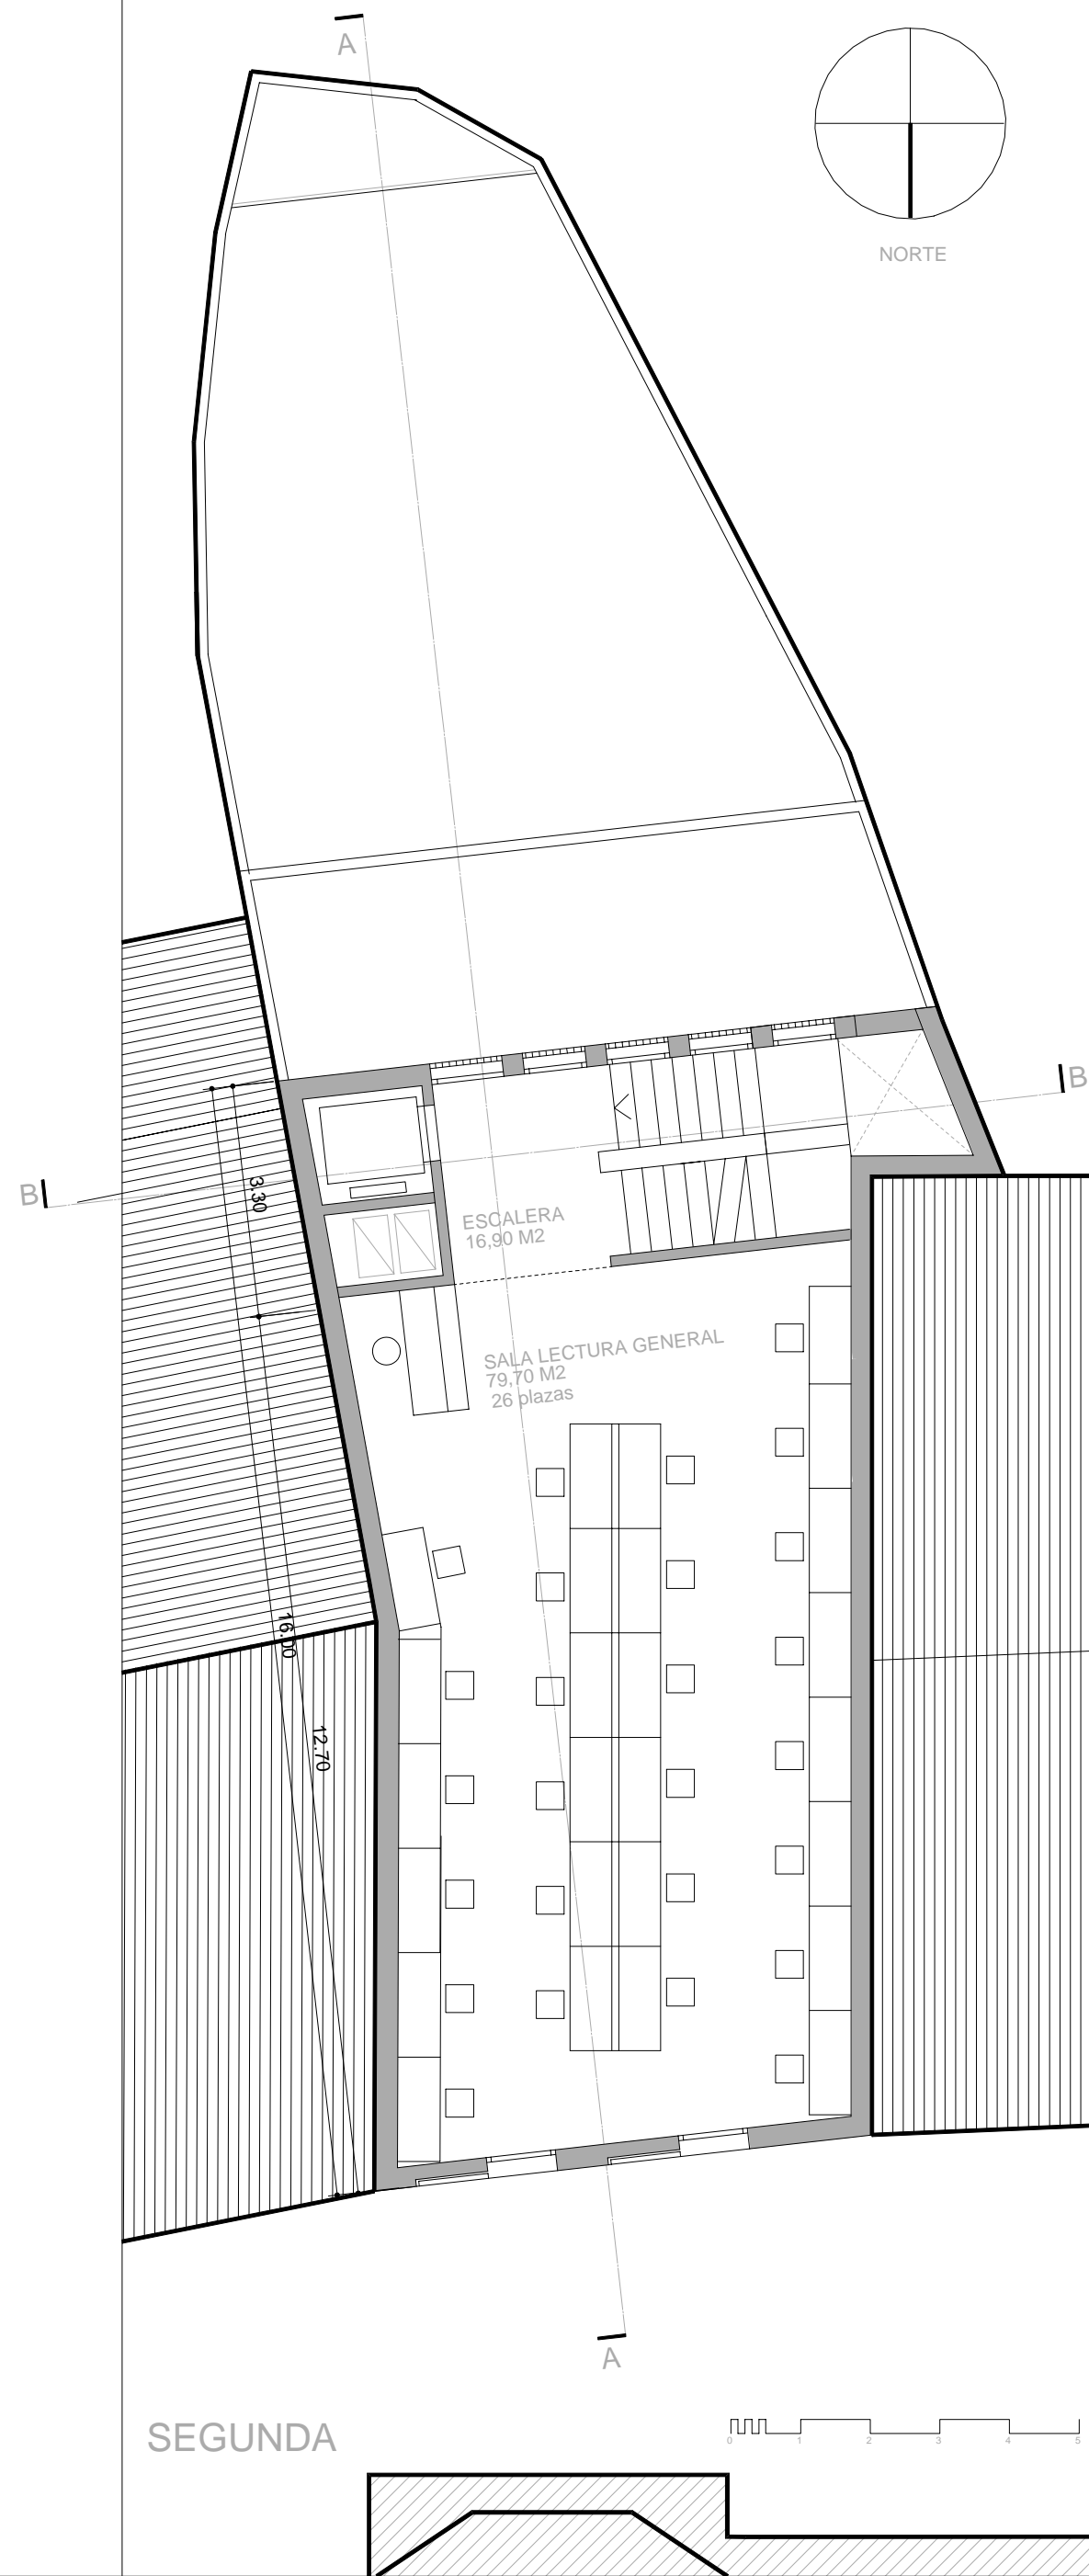 A
NORTE
B
B
3.30
ESCALERA
16,90 M2
SALA LECTURA GENERAL
79,70 M2
26 plazas
16.00
12.70
A
SEGUNDA
0 1 2 3 4 5